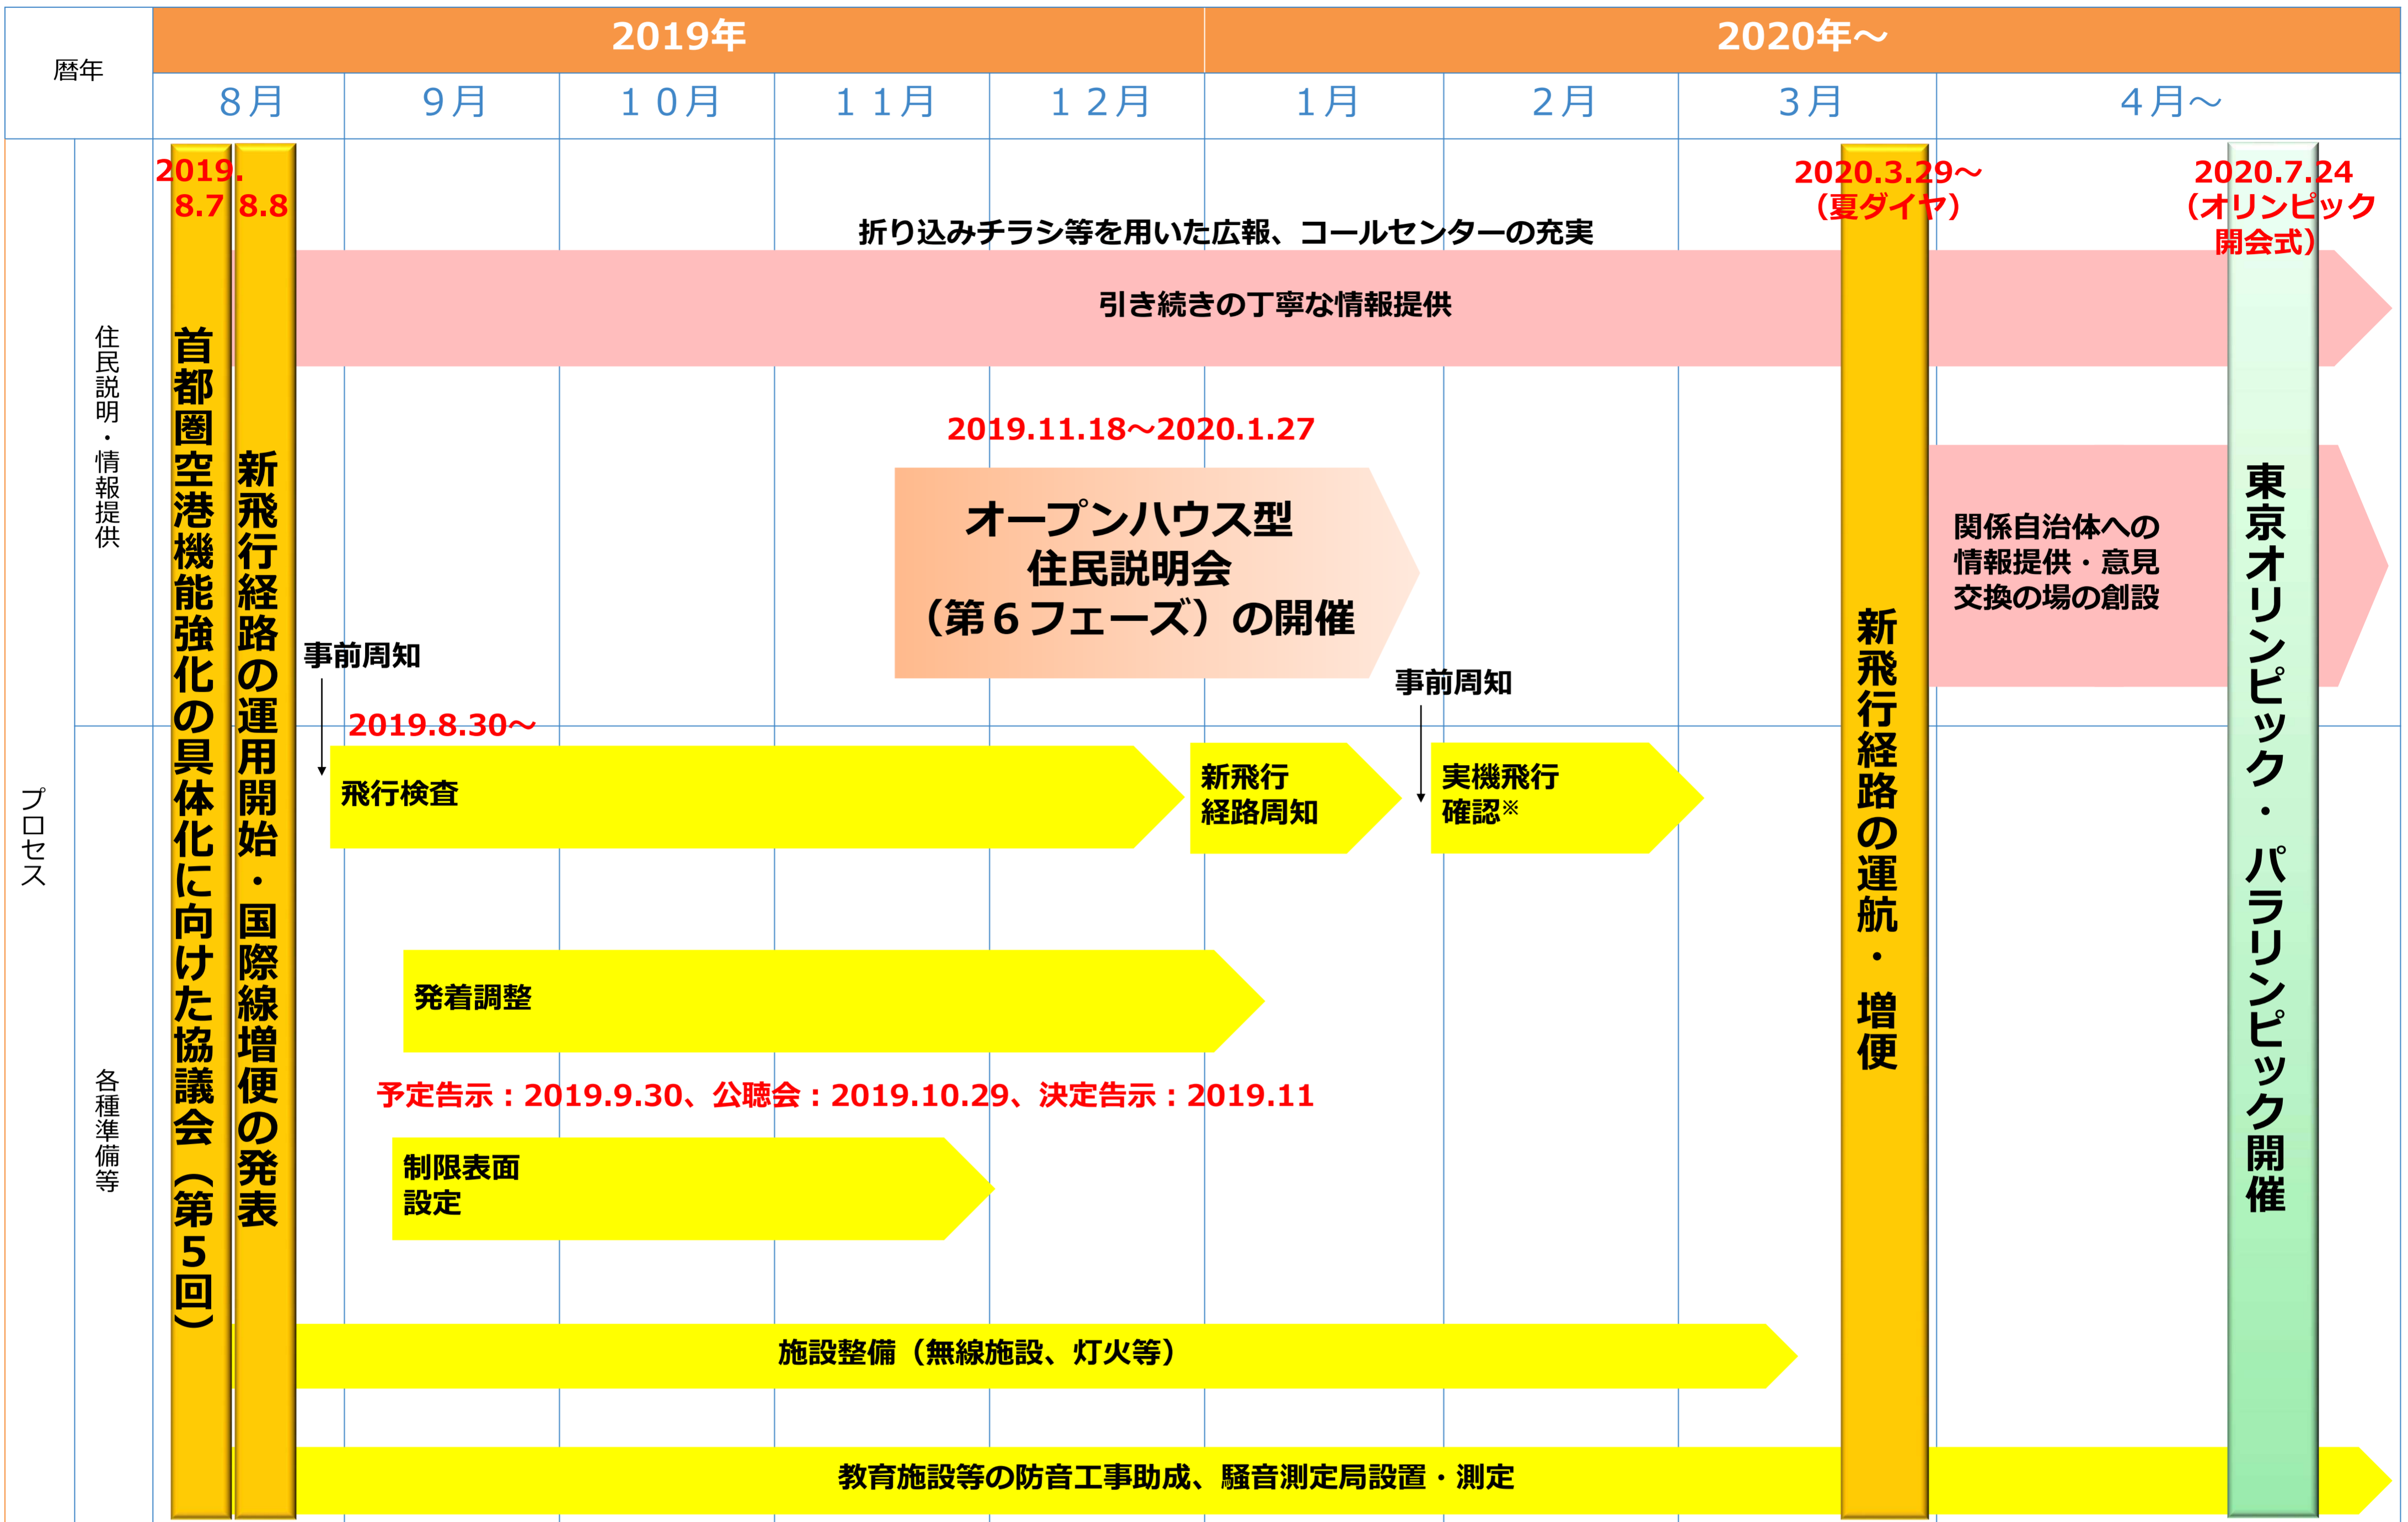 暦年
2019年
2020年～
８月
９月
１０月
１１月
１２月
１月
２月
３月
４月～
プロセス
住民説明・情報提供
各種準備等
2019.
8.7
首都圏空港機能強化の具体化に向けた協議会（第５回）
8.8
新飛行経路の運用開始・国際線増便の発表
折り込みチラシ等を用いた広報、コールセンターの充実
引き続きの丁寧な情報提供
2019.11.18～2020.1.27
オープンハウス型
住民説明会
（第６フェーズ）の開催
関係自治体への
情報提供・意見
交換の場の創設
事前周知
2019.8.30～
飛行検査
新飛行
経路周知
事前周知
実機飛行
確認※
発着調整
予定告示：2019.9.30、公聴会：2019.10.29、決定告示：2019.11
制限表面
設定
施設整備（無線施設、灯火等）
教育施設等の防音工事助成、騒音測定局設置・測定
2020.3.29～
（夏ダイヤ）
新飛行経路の運航・増便
2020.7.24
（オリンピック
開会式）
東京オリンピック・パラリンピック開催